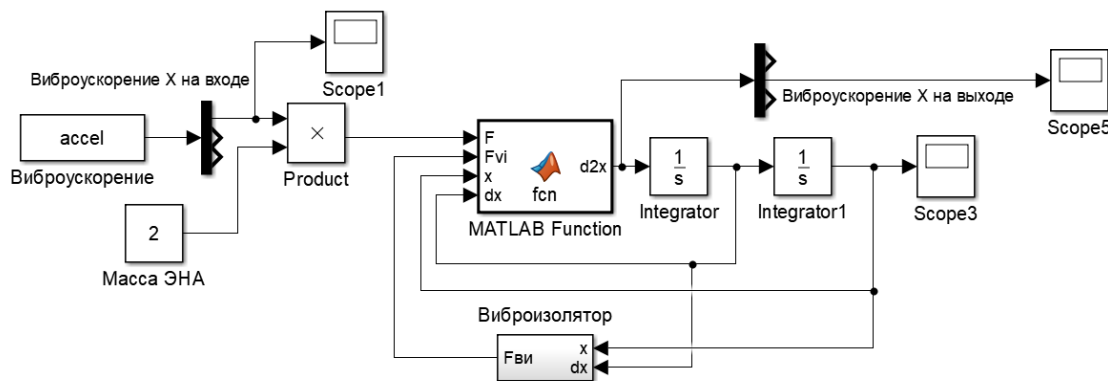 Виброускорение X на входе
Scope1
accel
Виброускорение
×
Product
2
Масса ЭНА
F
Fvi
x
dx
fcn
d2x
MATLAB Function
1
s
Integrator
1
s
Integrator1
Виброускорение X на выходе
Scope5
Scope3
Виброизолятор
Fви
x
dx